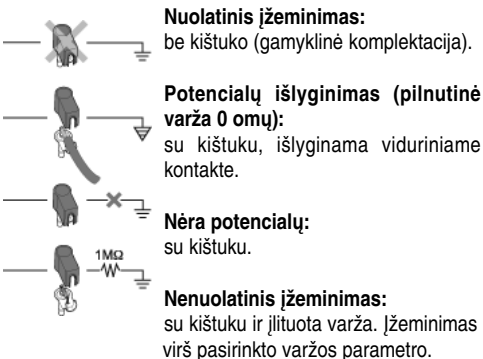 Nuolatinis įžeminimas:
be kištuko (gamyklinė komplektacija).
Potencialų išlyginimas (pilnutinė
varža 0 omų):
su kištuku, išlyginama viduriniame
kontakte.
Nėra potencialų:
su kištuku.
1MΩ
Nenuolatinis įžeminimas:
su kištuku ir įlituota varža. Įžeminimas
virš pasirinkto varžos parametro.